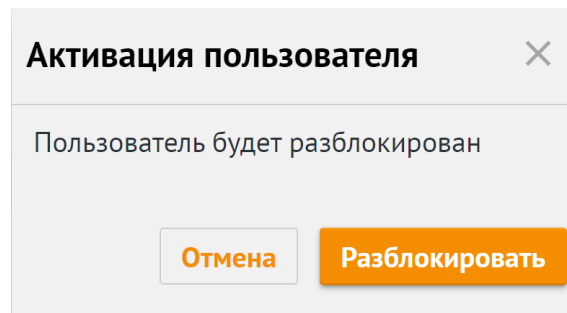 Активация пользователя
Пользователь будет разблокирован
Отмена
Разблокировать